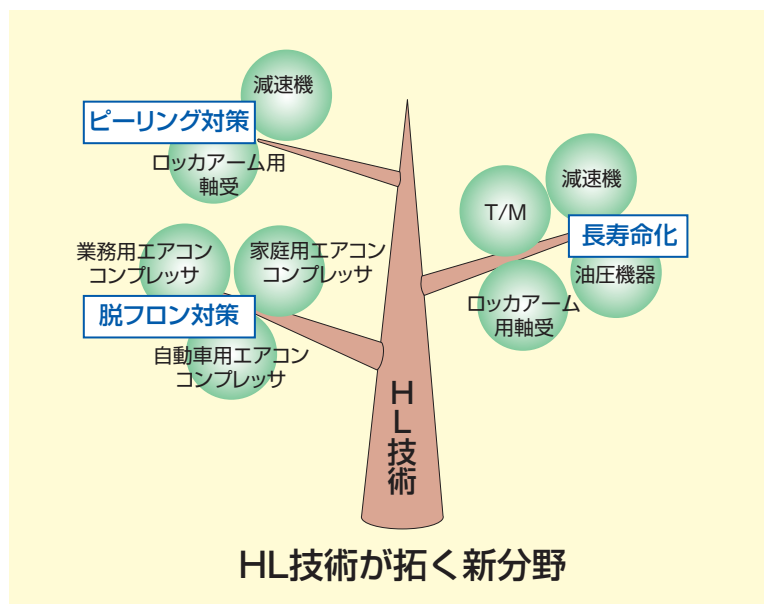 減速機
ピーリング対策
ロッカアーム用
軸受
業務用エアコン
コンプレッサ
家庭用エアコン
コンプレッサ
脱フロン対策
自動車用エアコン
コンプレッサ
減速機
T/M
長寿命化
油圧機器
ロッカアーム
用軸受
HL技術
HL技術が拓く新分野